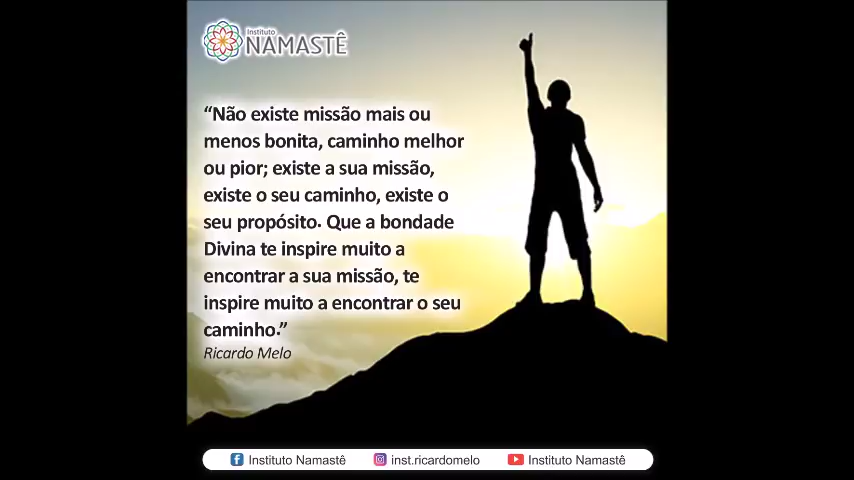 Instituto
NAMASTÊ
“Não existe missão mais ou
menos bonita, caminho melhor
ou pior; existe a sua missão,
existe o seu caminho, existe o
seu propósito. Que a bondade
Divina te inspire muito a
encontrar a sua missão, te
inspire muito a encontrar o seu
caminho.”
Ricardo Melo
Instituto Namastê inst.ricardomelo Instituto Namastê